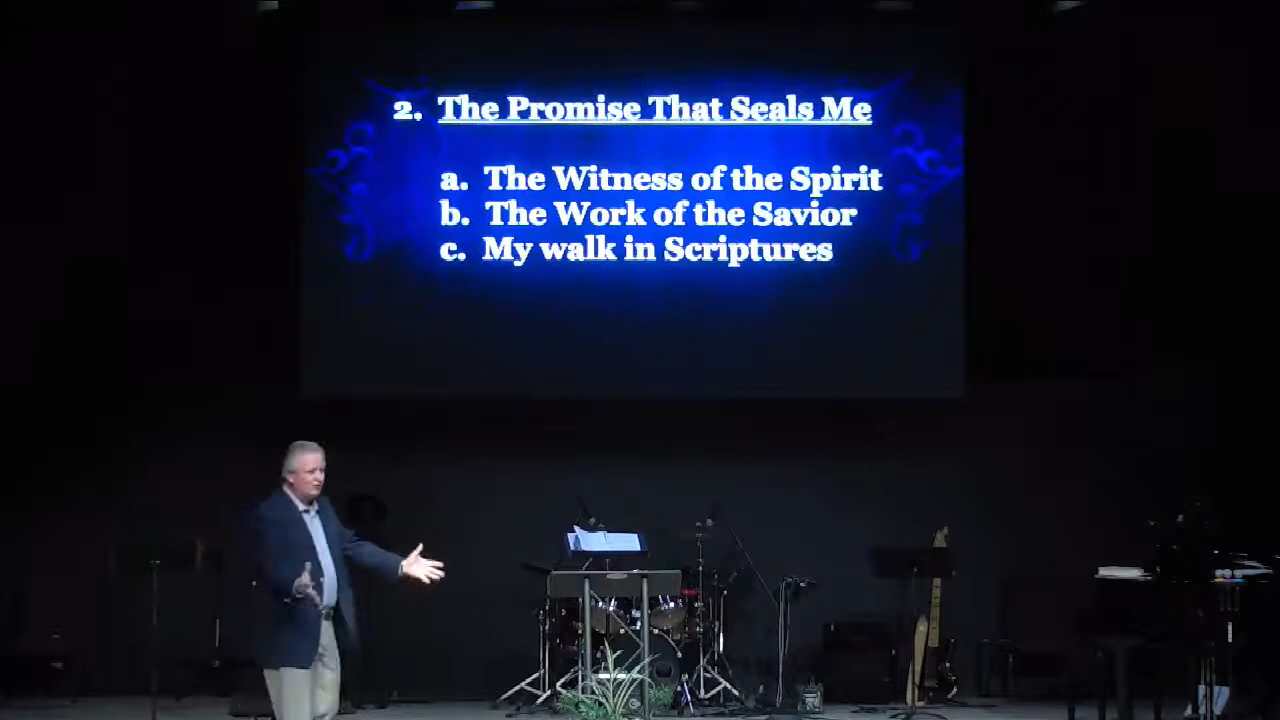 2. The Promise That Seals Me
a. The Witness of the Spirit
b. The Work of the Savior
c. My walk in Scriptures